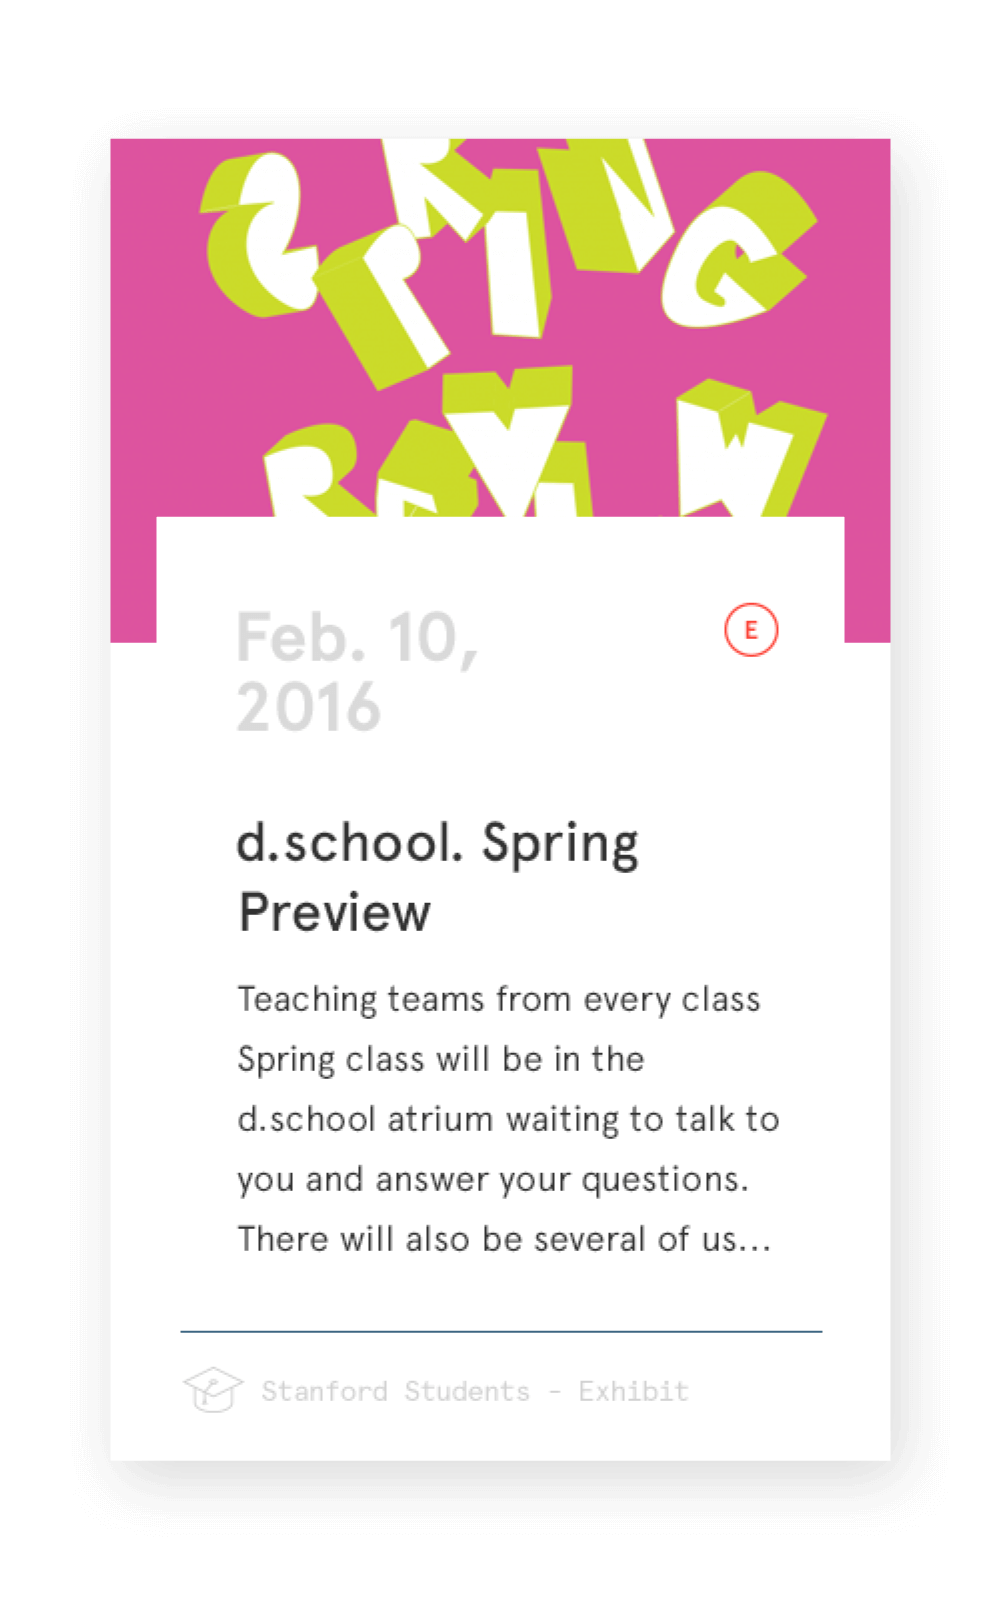 SPRING
Feb. 10,
2016
E
d.school. Spring
Preview
Teaching teams from every class
Spring class will be in the
d.school atrium waiting to talk to
you and answer your questions.
There will also be several of us...
Stanford Students - Exhibit